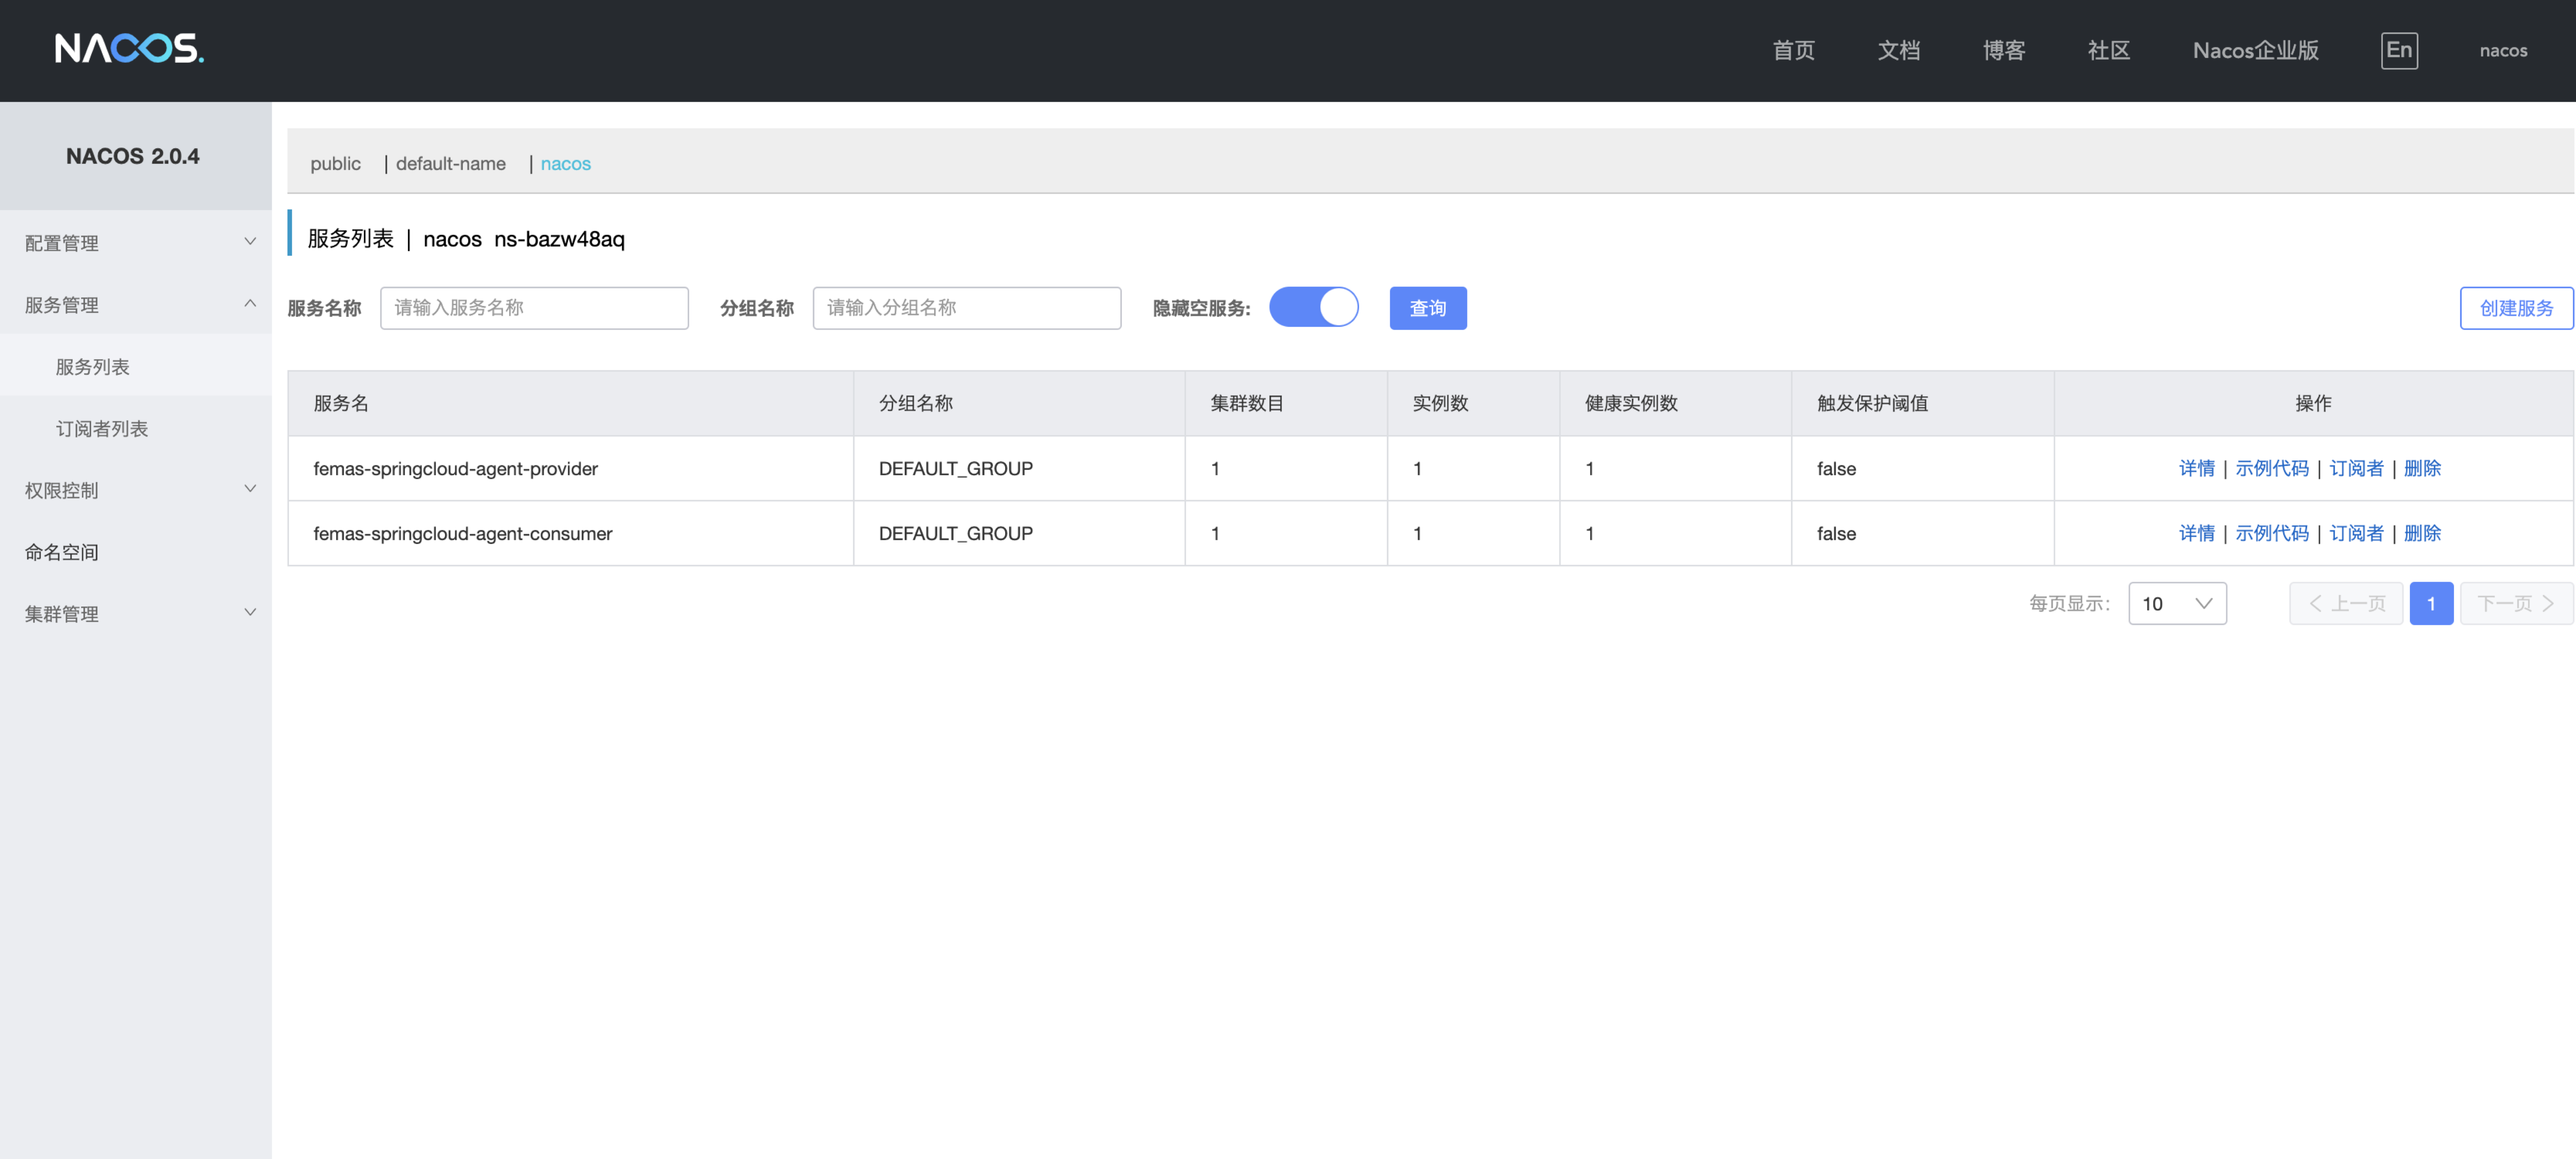 NACOS.
首页 文档 博客 社区 Nacos企业版 En nacos
NACOS 2.0.4
配置管理
服务管理
服务列表
订阅者列表
权限控制
命名空间
集群管理
public | default-name | nacos
服务列表 | nacos ns-bazw48aq
服务名称 请输入服务名称 分组名称 请输入分组名称 隐藏空服务: 查询 创建服务
服务名 分组名称 集群数目 实例数 健康实例数 触发保护阈值 操作
femas-springcloud-agent-provider DEFAULT_GROUP 1 1 1 false 详情 | 示例代码 | 订阅者 | 删除
femas-springcloud-agent-consumer DEFAULT_GROUP 1 1 1 false 详情 | 示例代码 | 订阅者 | 删除
每页显示: 10 上一页 1 下一页